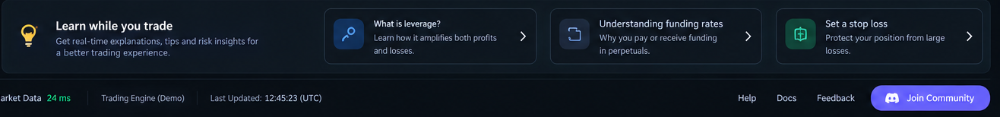 Learn while you trade
Get real-time explanations, tips and risk insights for
a better trading experience.
What is leverage?
Learn how it amplifies both profits
and losses.
Understanding funding rates
Why you pay or receive funding
in perpetuals.
Set a stop loss
Protect your position from large
losses.
arket Data 24 ms
Trading Engine (Demo)
Last Updated: 12:45:23 (UTC)
Help
Docs
Feedback
Join Community